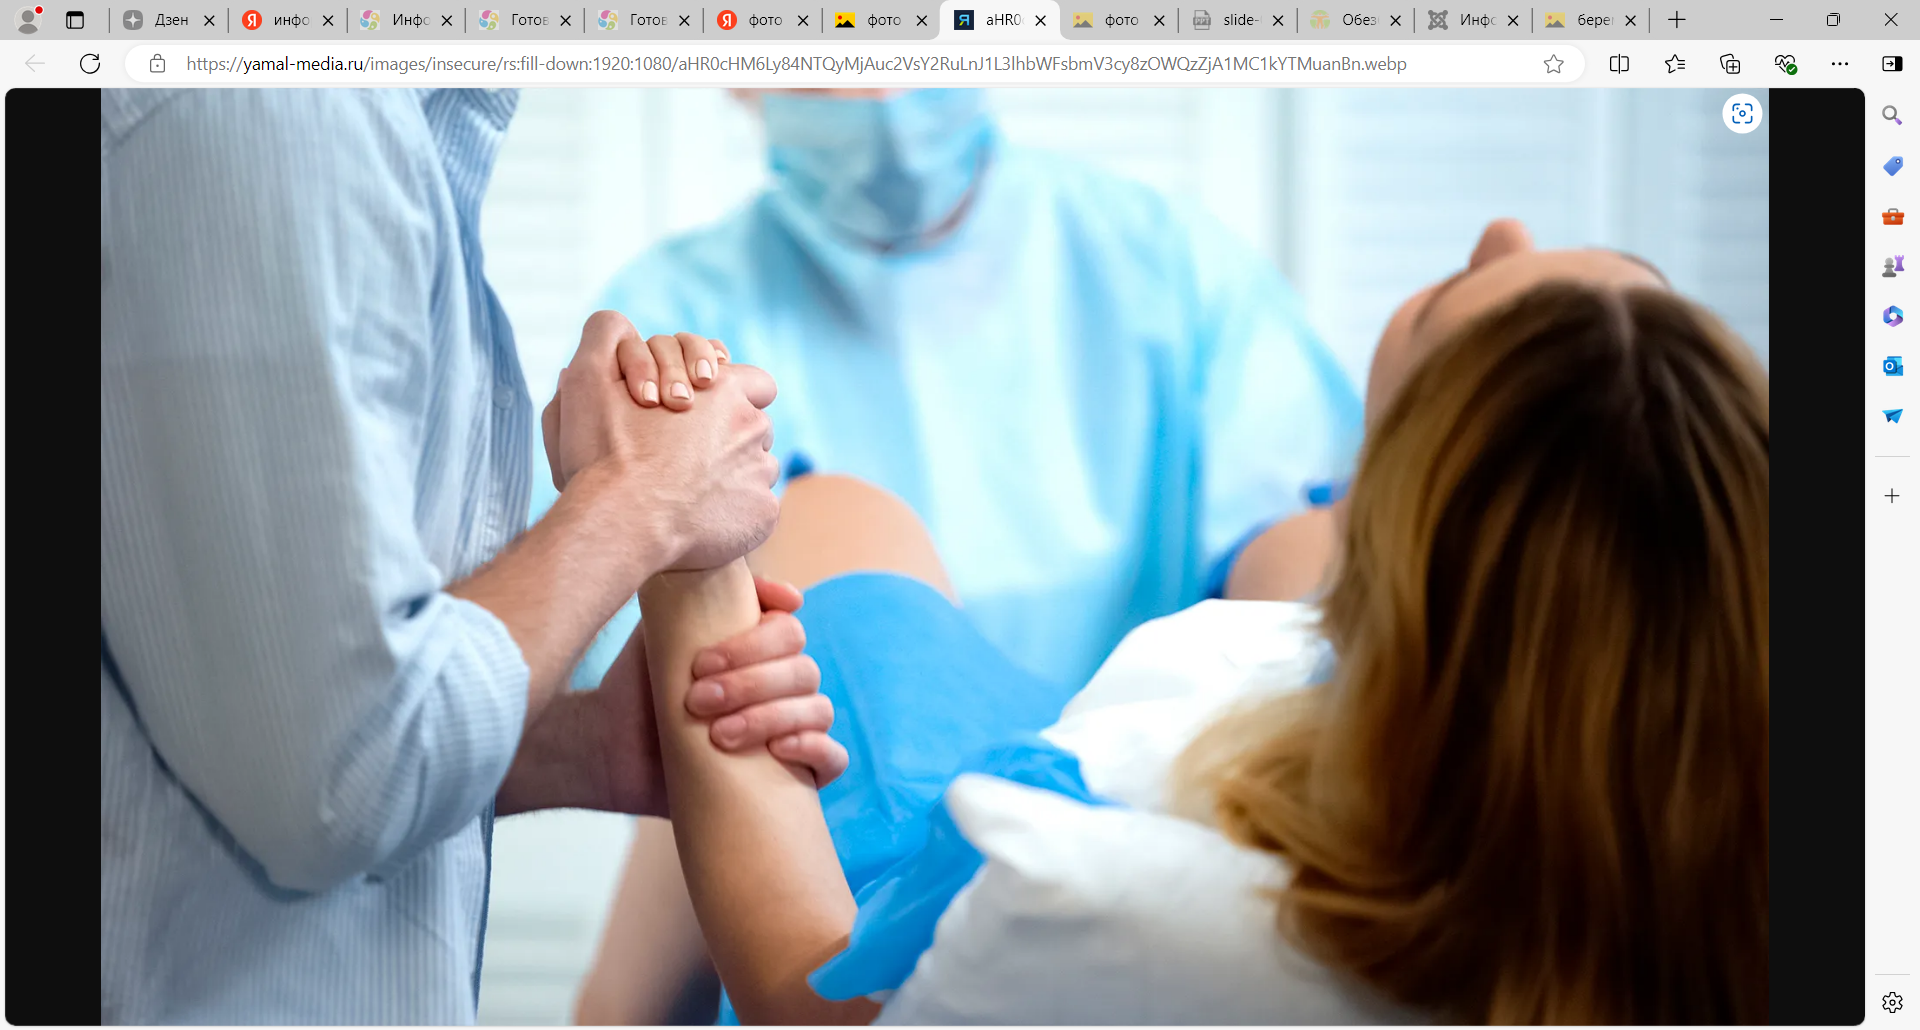 Дзен
инфо
Инфо
Готов
Готов
фото
фото
aHR0
фото
slide-
Обез
Инфо
бере
https://yamal-media.ru/images/insecure/rs:fill-down:1920:1080/aHR0cHM6Ly84NTQyMjAuc2VsY2RuLnJ1L3lhbWFsbmV3cy8zOWQzZjA1MC1kYTMuanBn.webp